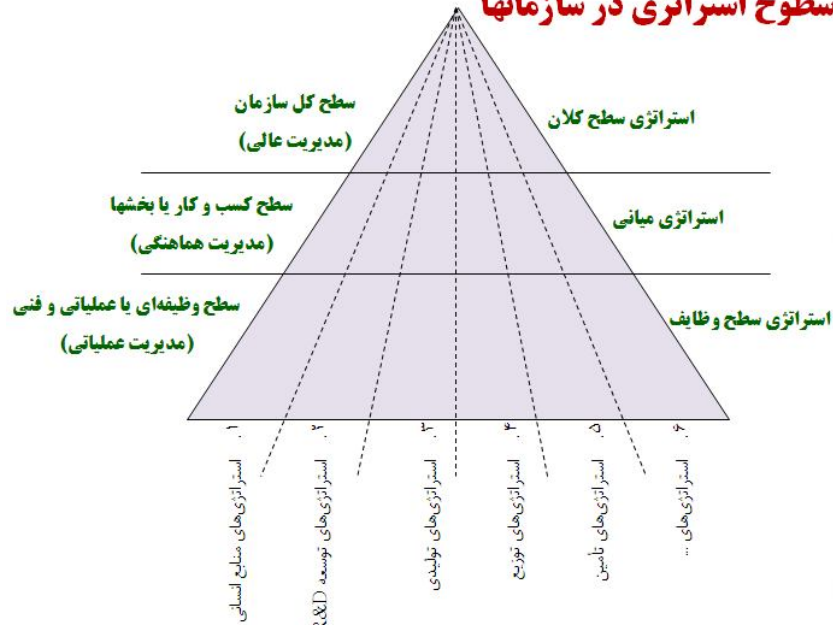 سطوح استراتژی در سازمانها
سطح کل سازمان
(مدیریت عالی)
استراتژی سطح کلان
سطح کسب و کار یا بخشها
(مدیریت هماهنگی)
استراتژی میانی
سطح وظیفه‌ای یا عملیاتی و فنی
(مدیریت عملیاتی)
استراتژی سطح وظایف
۱. استراتژی‌های منابع انسانی
۲. استراتژی‌های توسعه R&D
۳. استراتژی‌های تولیدی
۴. استراتژی‌های توزیع
۵. استراتژی‌های تأمین
۶. استراتژی‌های ...